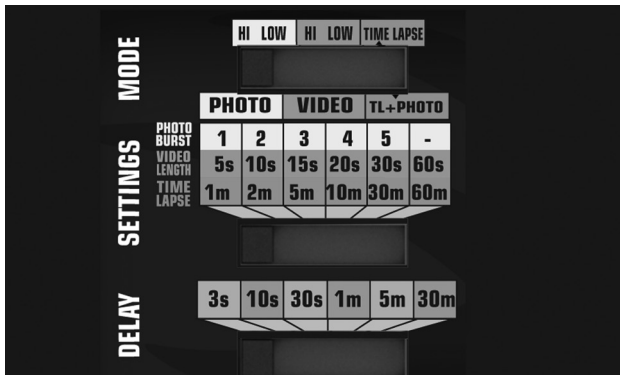 MODE
HI LOW HI LOW TIME LAPSE
PHOTO VIDEO TL+PHOTO
SETTINGS
PHOTO BURST 1 2 3 4 5 -
VIDEO LENGTH 5s 10s 15s 20s 30s 60s
TIME LAPSE 1m 2m 5m 10m 30m 60m
DELAY
3s 10s 30s 1m 5m 30m